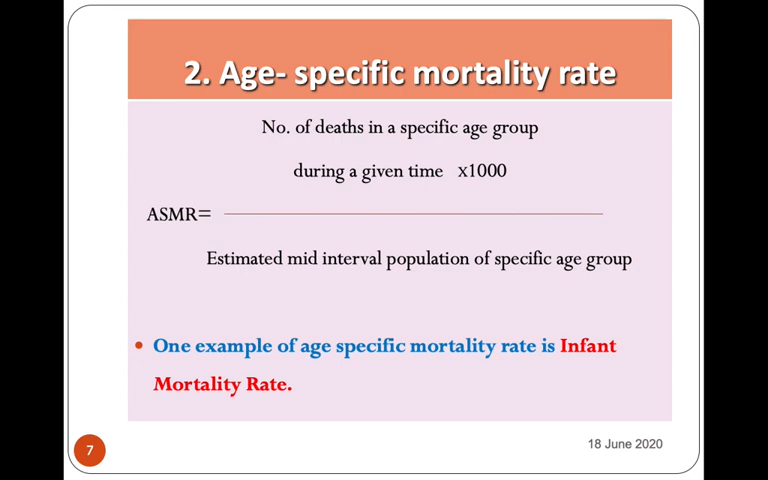 2. Age- specific mortality rate
No. of deaths in a specific age group
during a given time x1000
ASMR=
Estimated mid interval population of specific age group
• One example of age specific mortality rate is Infant
Mortality Rate.
7
18 June 2020